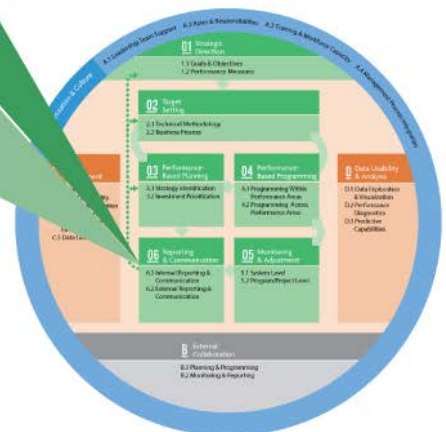 A.2 Leadership Team Support A.3 Roles & Responsibilities A.3 Training & Workforce Capacity A.4 Management Process Integration
& Culture
01 Strategic
Direction
1.1 Goals & Objectives
1.2 Performance Measures
02 Target
Setting
2.1 Technical Methodology
2.2 Business Process
03 Performance-
Based Planning
3.1 Strategy Identification
3.2 Investment Prioritization
04 Performance-
Based Programming
4.1 Programming Within
Performance Areas
4.2 Programming Across
Performance Areas
D Data Usability
& Analysis
D.1 Data Exploration
& Visualization
D.2 Performance
Diagnostics
D.3 Predictive
Capabilities
06 Reporting
& Communication
6.1 Internal Reporting &
Communication
6.2 External Reporting &
Communication
05 Monitoring
& Adjustment
5.1 System Level
5.2 Program/Project Level
B External
Collaboration
B.1 Planning & Programming
B.2 Monitoring & Reporting